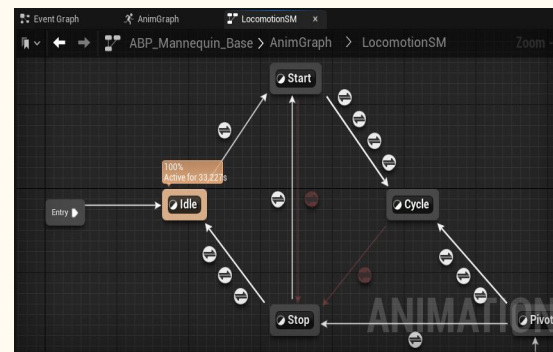 Event Graph
AnimGraph
LocomotionSM
ABP_Mannequin_Base > AnimGraph > LocomotionSM
Zoom
Start
100%
Active for 33.227s
Entry
Idle
Cycle
Stop
Pivot
ANIMATION